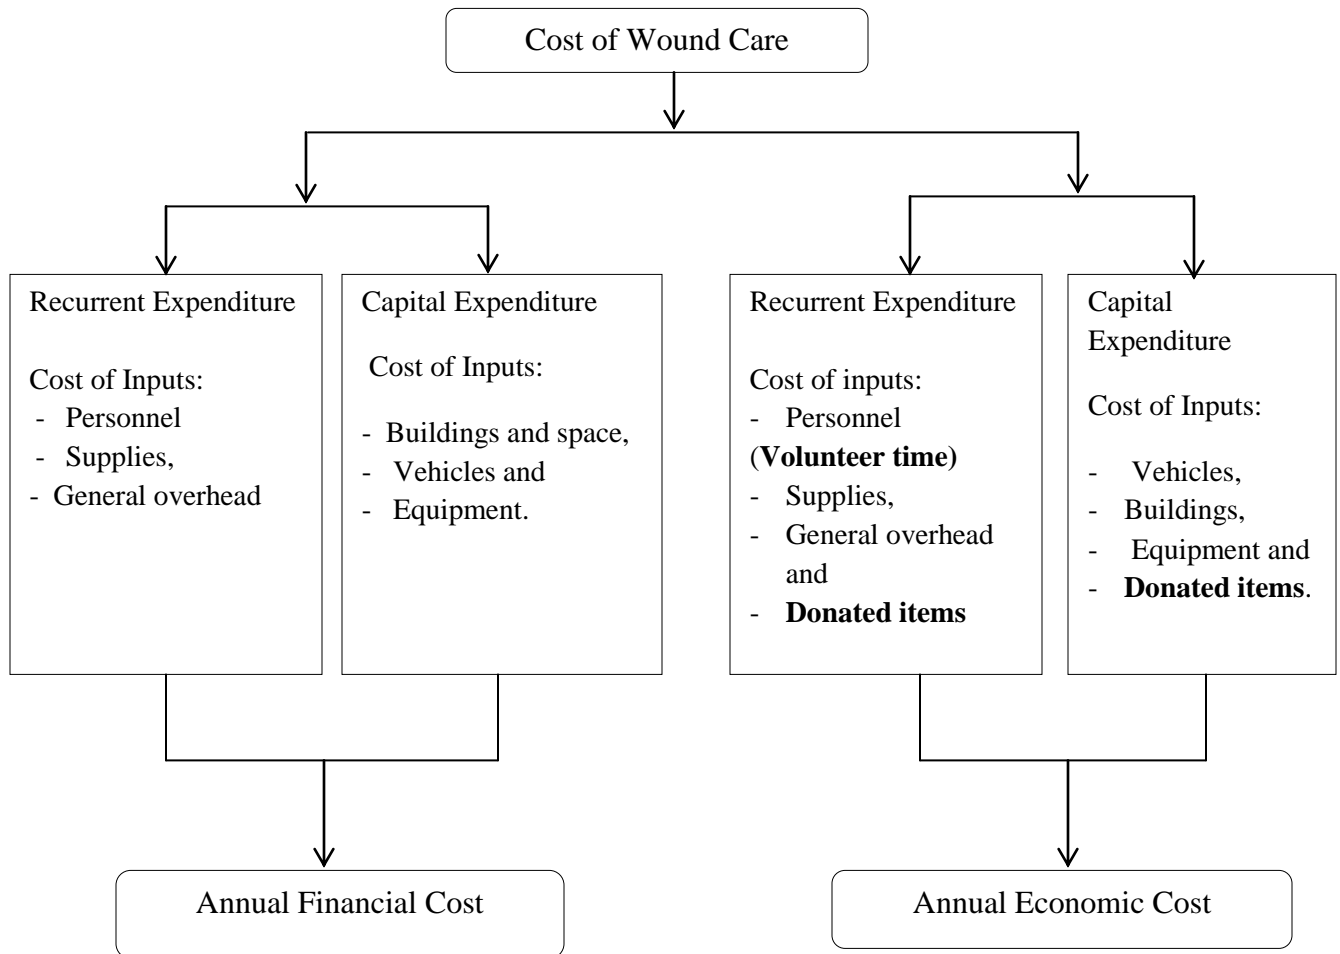 Cost of Wound Care
Recurrent Expenditure
Cost of Inputs:
- Personnel
- Supplies,
- General overhead
Capital Expenditure
Cost of Inputs:
- Buildings and space,
- Vehicles and
- Equipment.
Recurrent Expenditure
Cost of inputs:
- Personnel
(Volunteer time)
- Supplies,
- General overhead
and
- Donated items
Capital
Expenditure
Cost of Inputs:
- Vehicles,
- Buildings,
- Equipment and
- Donated items.
Annual Financial Cost
Annual Economic Cost